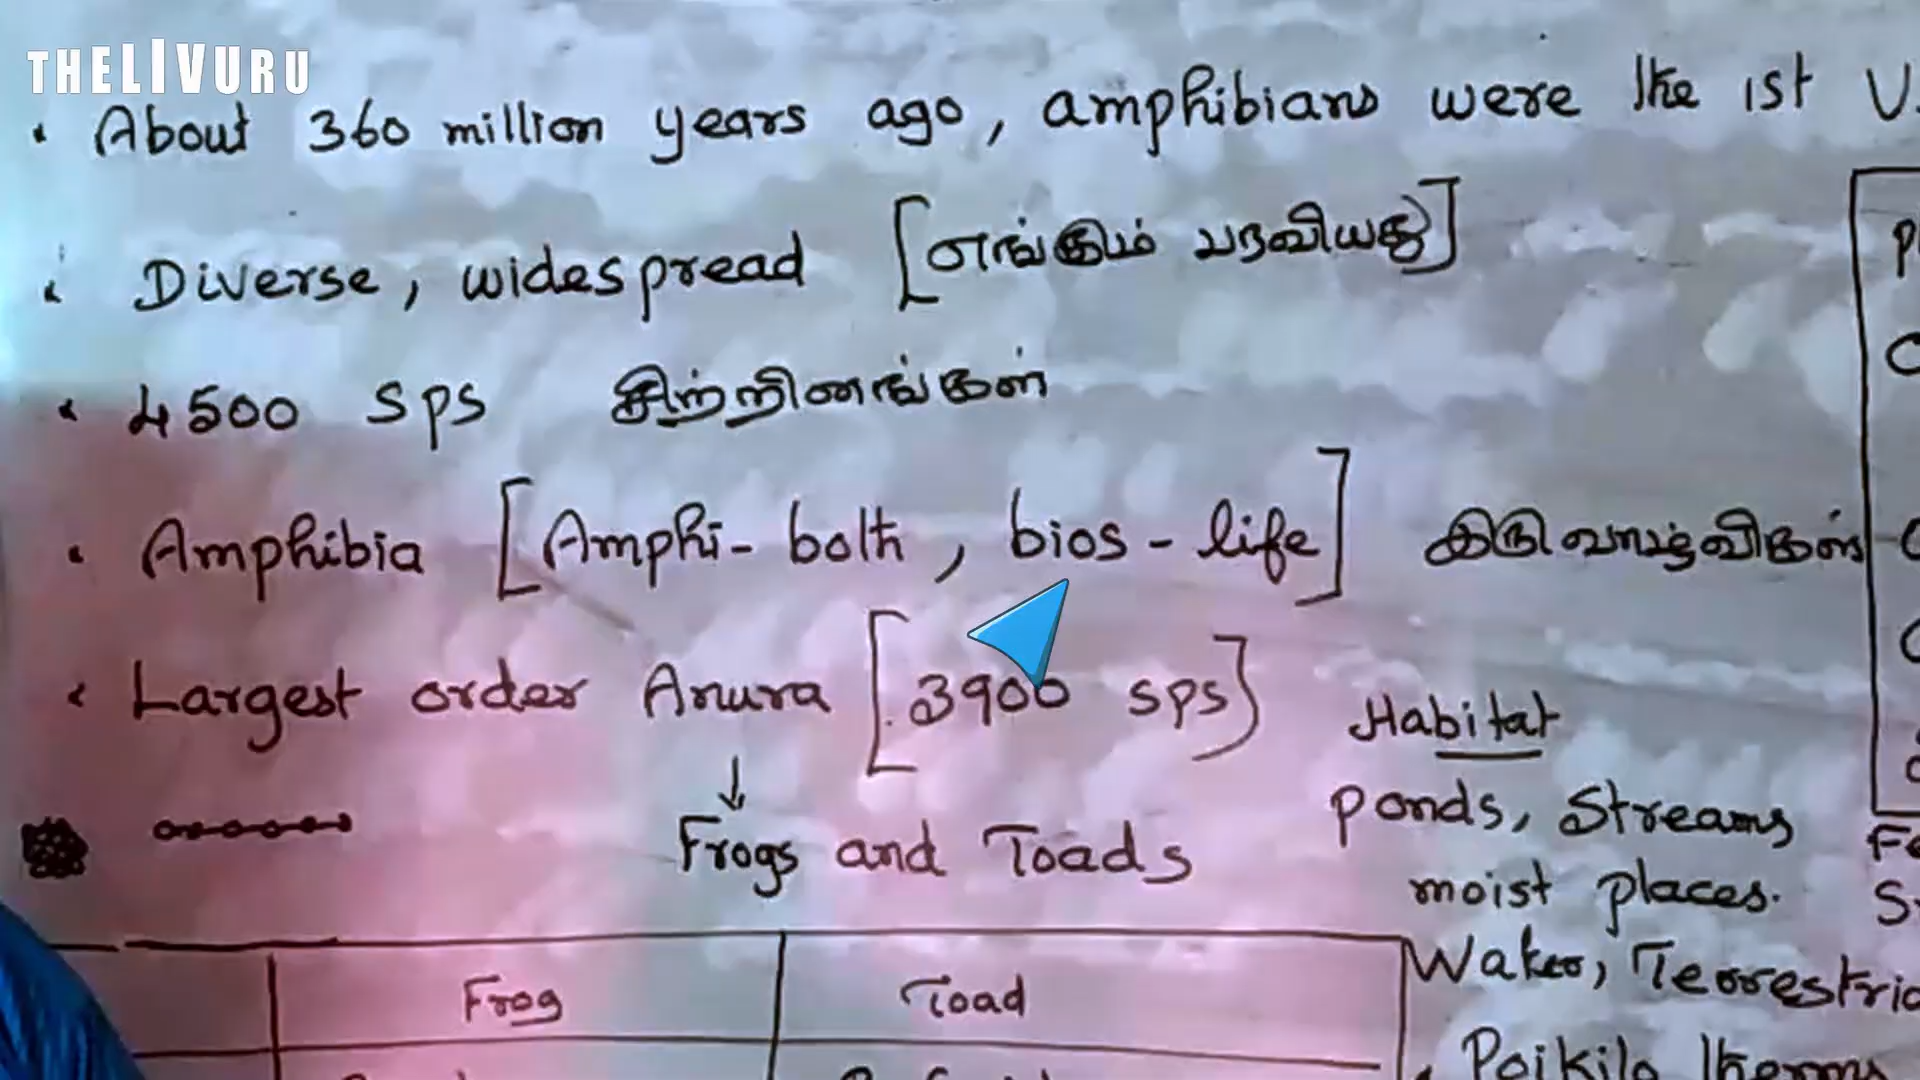 THELIVURU
• About 360 million years ago, amphibians were the 1st V
• Diverse, widespread [எங்கும் பரவியது]
• 4500 sps சிற்றினங்கள்
• Amphibia [Amphi - both, bios - life] இருவாழ்விகள்
• Largest order Anura [3900 sps]
↓
Frogs and Toads
Habitat
ponds, Streams
moist places.
Water, Terrestria
• Poikilotherms
Frog Toad